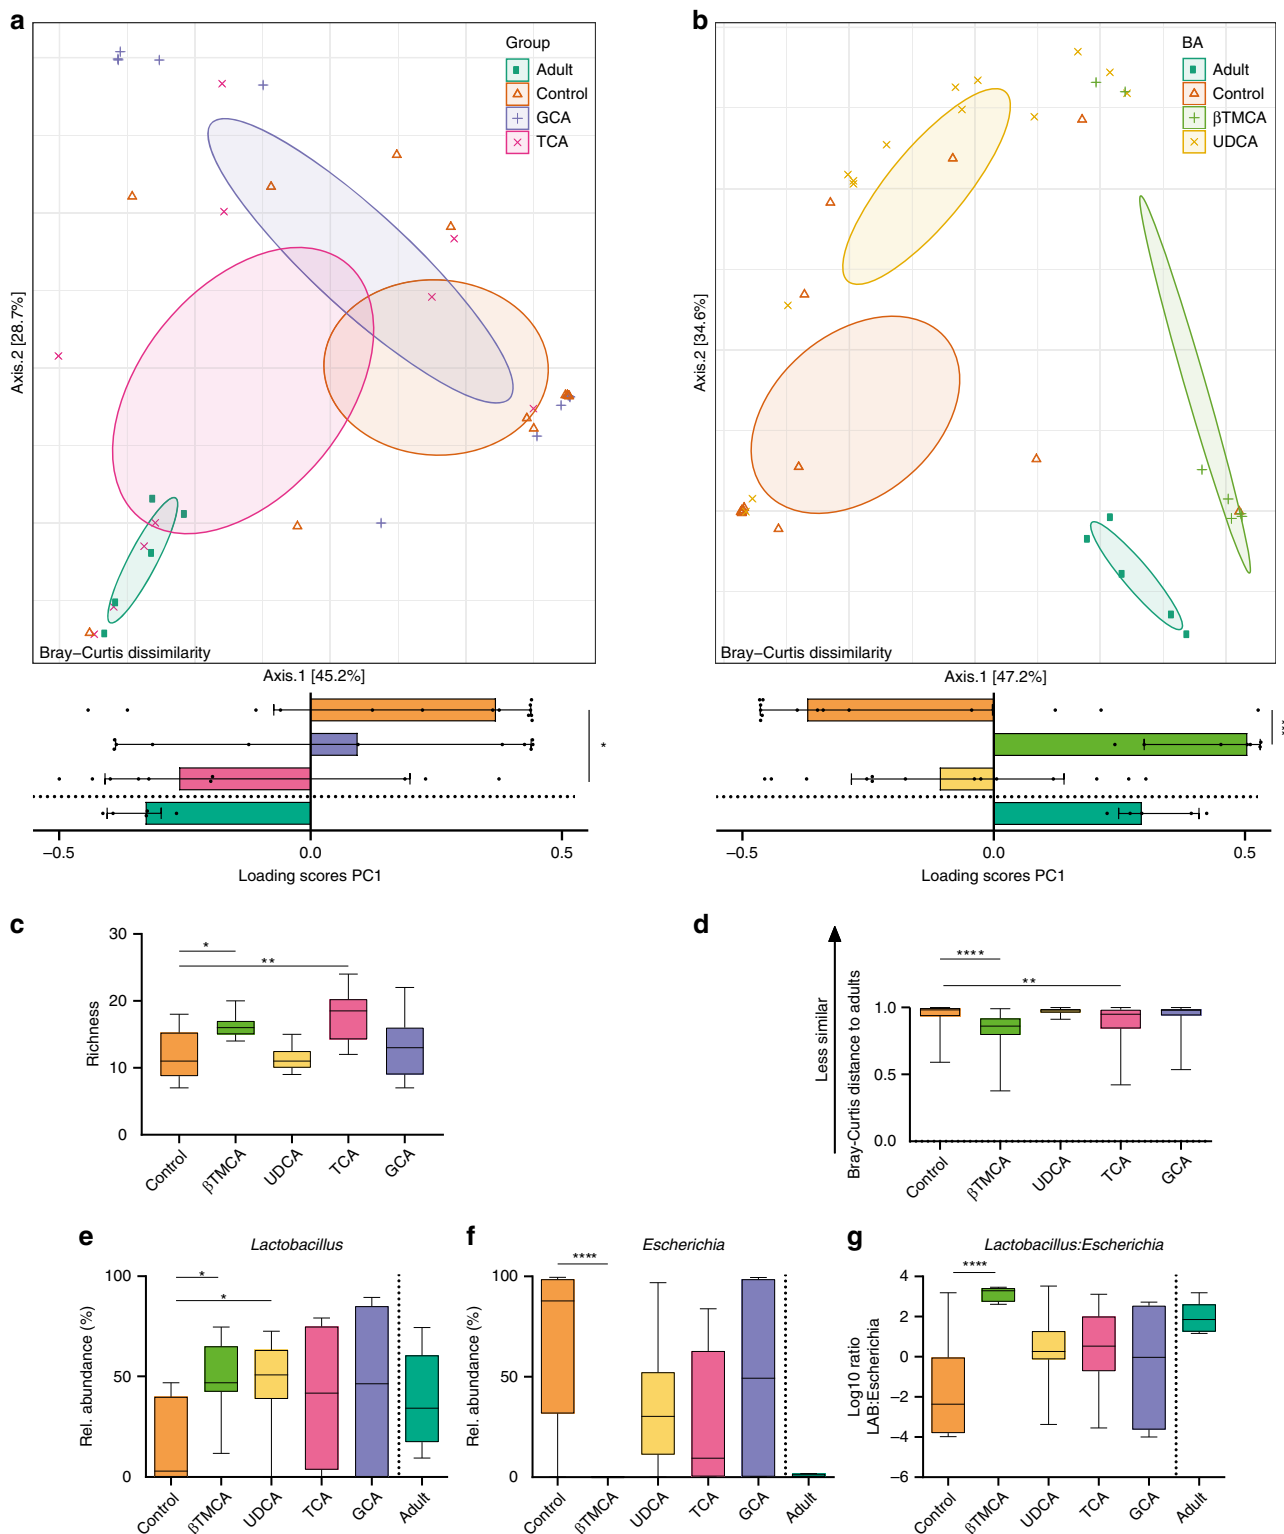 a
Group
Adult
Control
GCA
TCA
Axis.2 [28.7%]
Bray–Curtis dissimilarity
Axis.1 [45.2%]
*
–0.5
0.0
0.5
Loading scores PC1
b
BA
Adult
Control
βTMCA
UDCA
Axis.2 [34.6%]
Bray–Curtis dissimilarity
Axis.1 [47.2%]
***
–0.5
0.0
0.5
Loading scores PC1
c
30
20
10
0
Richness
*
**
Control
βTMCA
UDCA
TCA
GCA
d
Less similar
Bray-Curtis distance to adults
1.0
0.5
0.0
****
**
Control
βTMCA
UDCA
TCA
GCA
e
Lactobacillus
100
50
0
Rel. abundance (%)
*
*
Control
βTMCA
UDCA
TCA
GCA
Adult
f
Escherichia
100
50
0
Rel. abundance (%)
****
Control
βTMCA
UDCA
TCA
GCA
Adult
g
Lactobacillus:Escherichia
4
2
0
–2
–4
–6
Log10 ratio
LAB:Escherichia
****
Control
βTMCA
UDCA
TCA
GCA
Adult